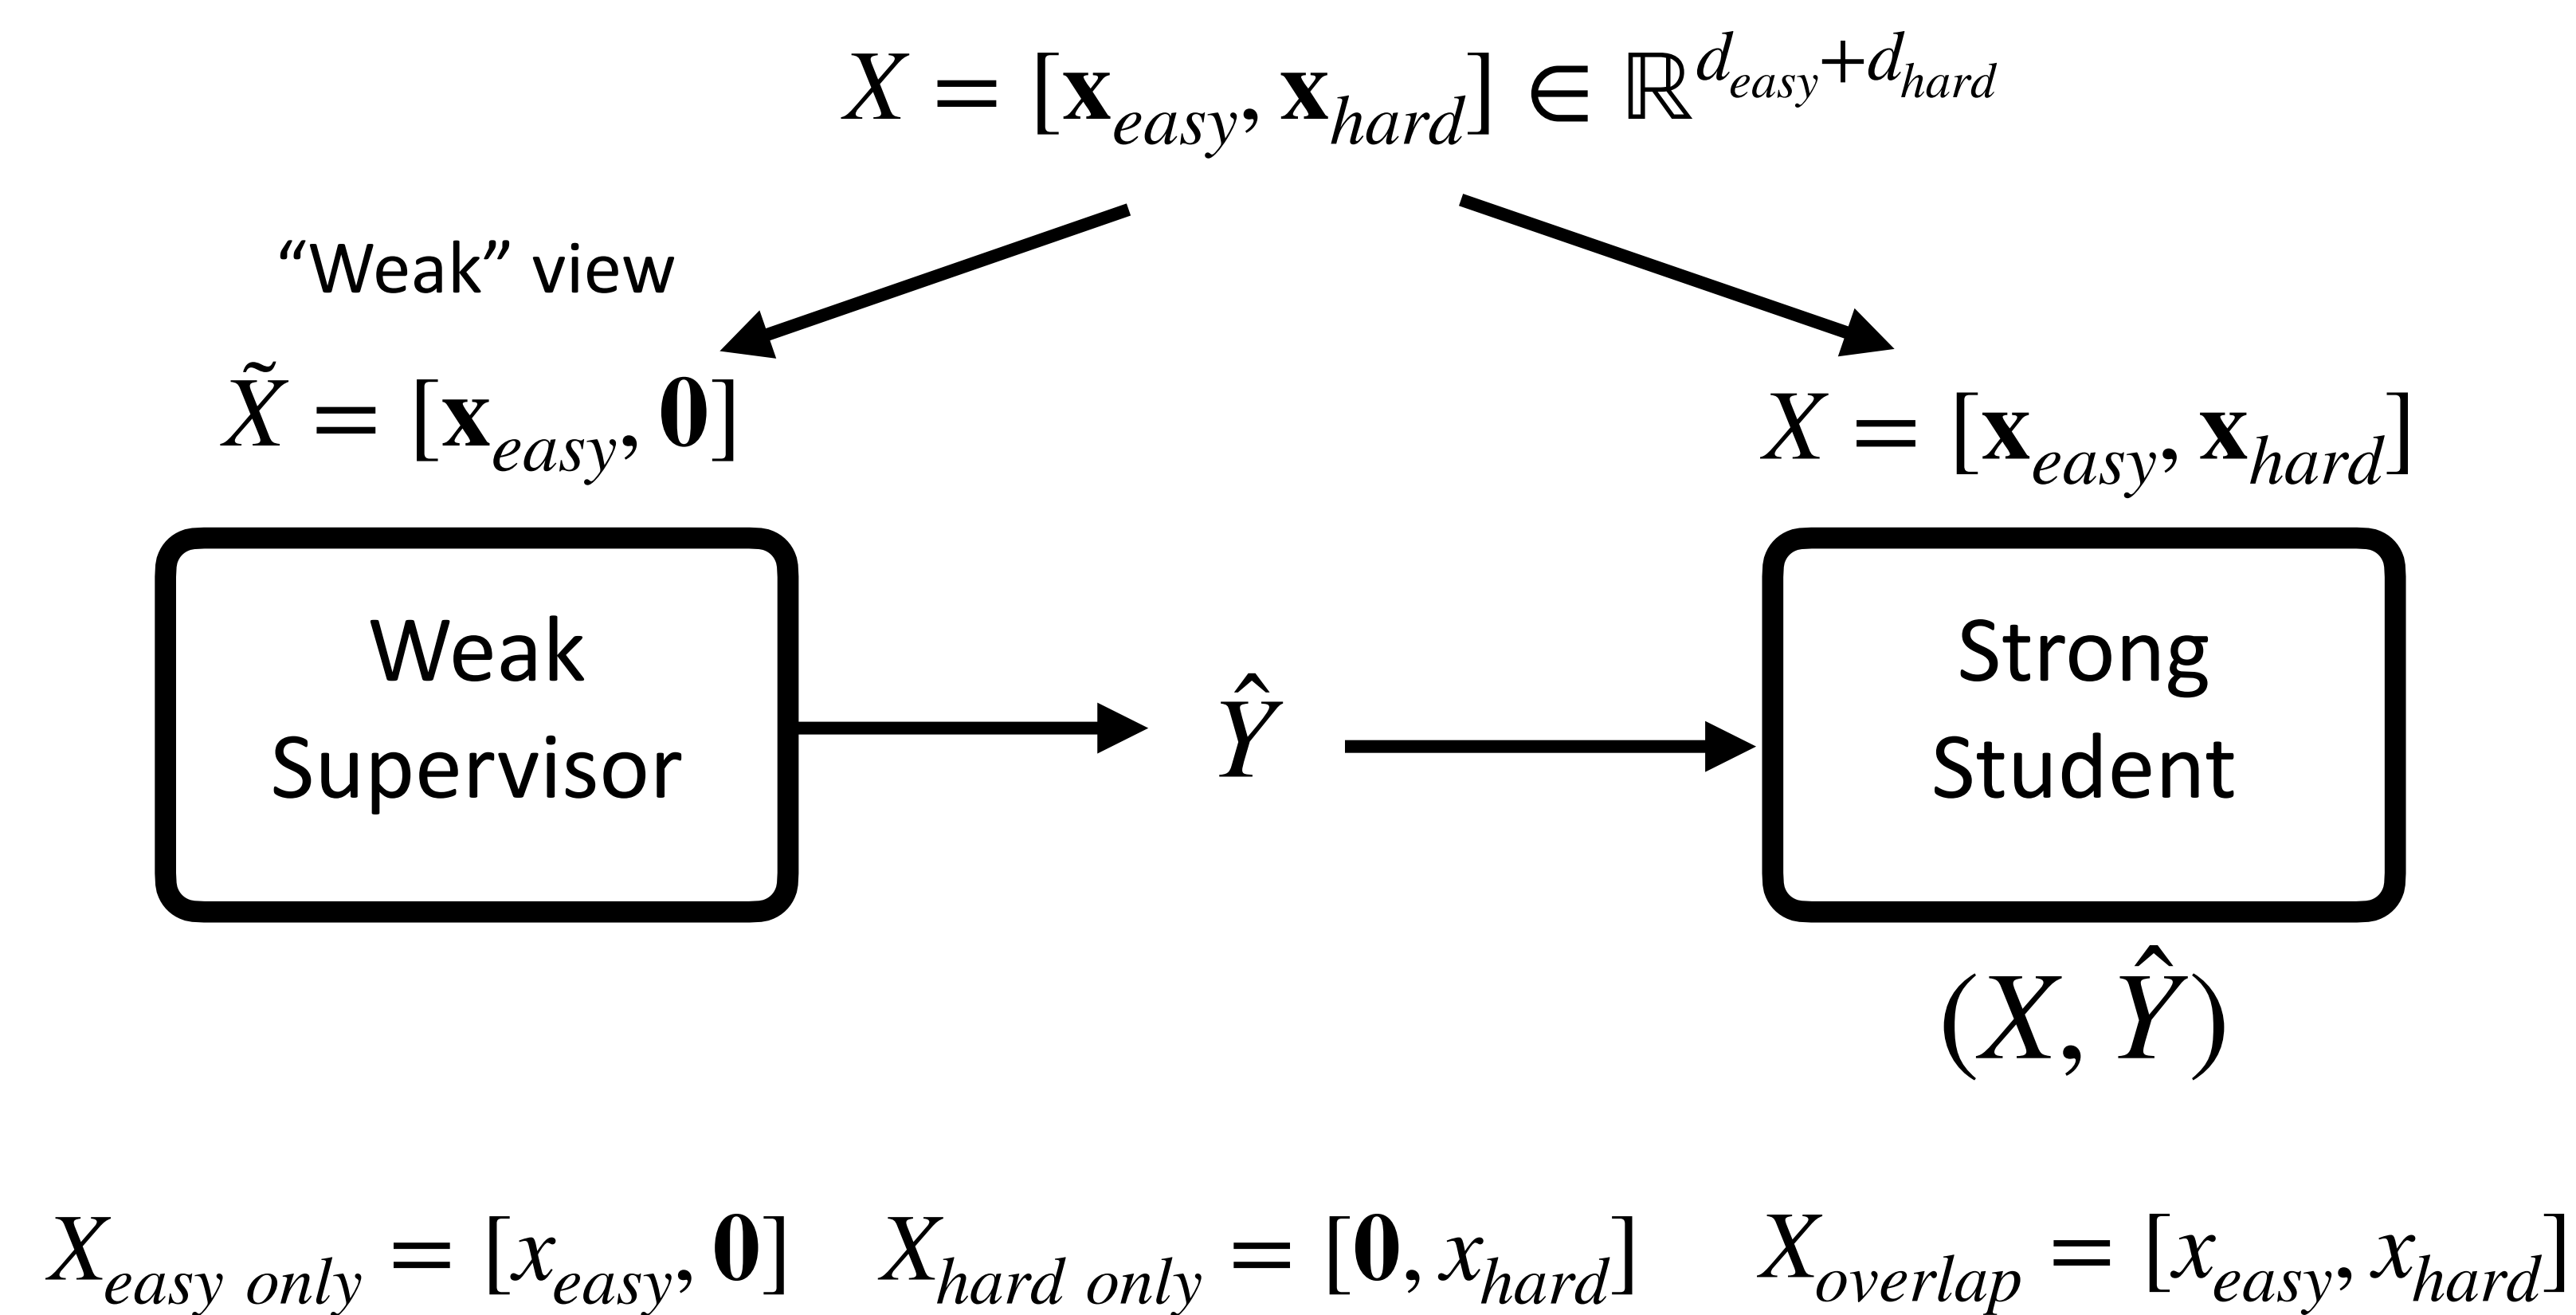 X = [𝐱_easy, 𝐱_hard] ∈ ℝ^{d_easy+d_hard}
“Weak” view
X̃ = [𝐱_easy, 𝟎]
X = [𝐱_easy, 𝐱_hard]
Weak
Supervisor
Ŷ
Strong
Student
(X, Ŷ)
X_easy only = [x_easy, 𝟎]
X_hard only = [𝟎, x_hard]
X_overlap = [x_easy, x_hard]